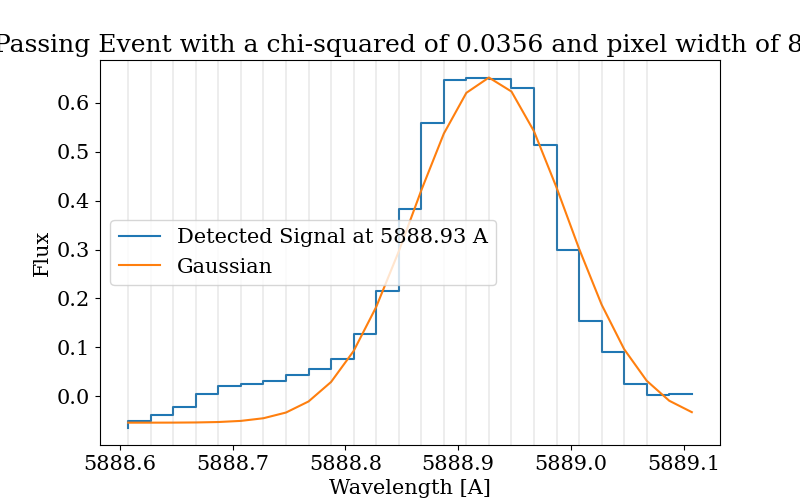 Passing Event with a chi-squared of 0.0356 and pixel width of 8
Flux
0.6
0.5
0.4
0.3
0.2
0.1
0.0
Detected Signal at 5888.93 A
Gaussian
5888.6 5888.7 5888.8 5888.9 5889.0 5889.1
Wavelength [A]